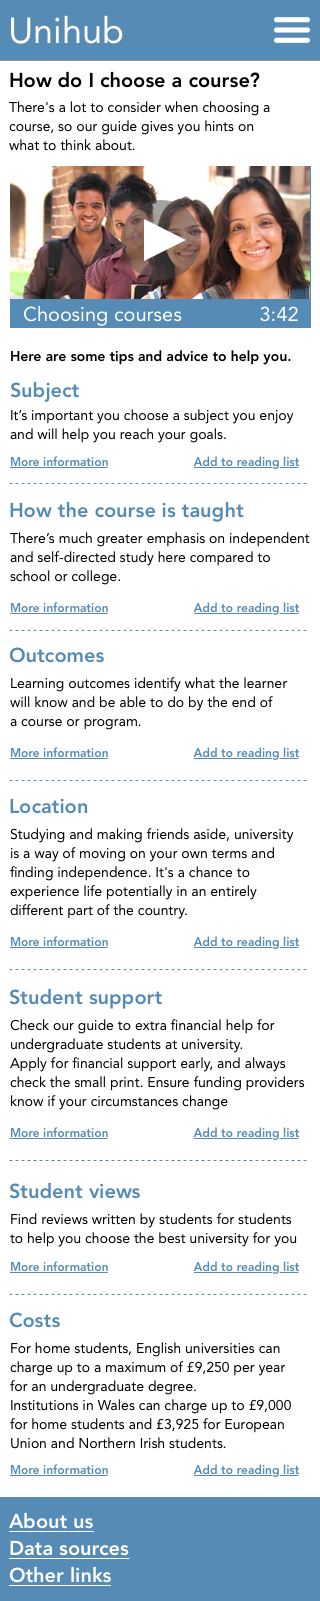 Unihub
How do I choose a course?
There's a lot to consider when choosing a
course, so our guide gives you hints on
what to think about.
Choosing courses 3:42
Here are some tips and advice to help you.
Subject
It's important you choose a subject you enjoy
and will help you reach your goals.
More information Add to reading list
How the course is taught
There's much greater emphasis on independent
and self-directed study here compared to
school or college.
More information Add to reading list
Outcomes
Learning outcomes identify what the learner
will know and be able to do by the end of
a course or program.
More information Add to reading list
Location
Studying and making friends aside, university
is a way of moving on your own terms and
finding independence. It's a chance to
experience life potentially in an entirely
different part of the country.
More information Add to reading list
Student support
Check our guide to extra financial help for
undergraduate students at university.
Apply for financial support early, and always
check the small print. Ensure funding providers
know if your circumstances change
More information Add to reading list
Student views
Find reviews written by students for students
to help you choose the best university for you
More information Add to reading list
Costs
For home students, English universities can
charge up to a maximum of £9,250 per year
for an undergraduate degree.
Institutions in Wales can charge up to £9,000
for home students and £3,925 for European
Union and Northern Irish students.
More information Add to reading list
About us
Data sources
Other links